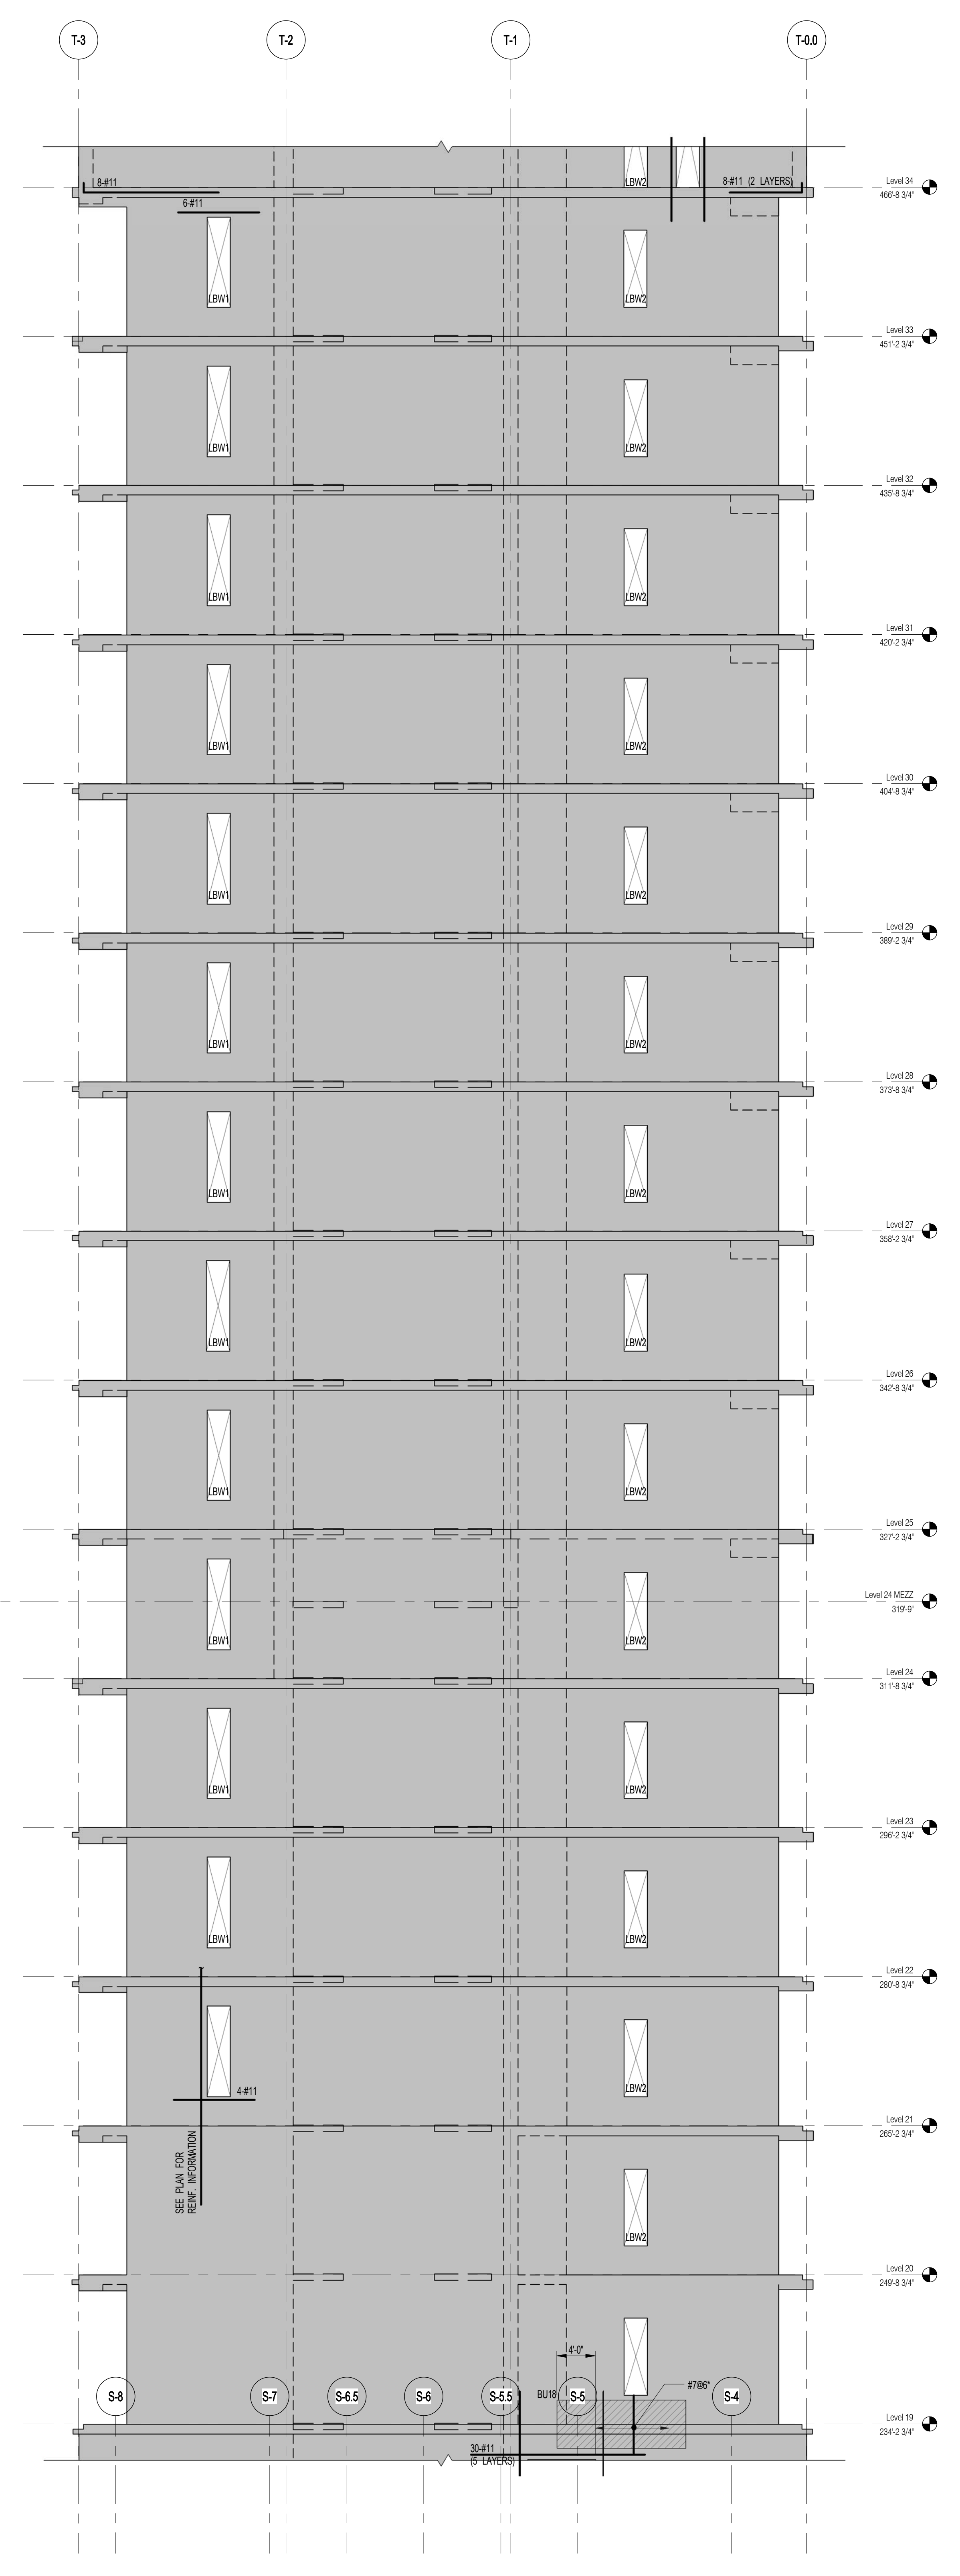 T-3
T-2
T-1
T-0.0
LBW2
8-#11
8-#11 (2 LAYERS)
Level 34
466'-8 3/4"
6-#11
LBW1
LBW2
Level 33
451'-2 3/4"
LBW1
LBW2
Level 32
435'-8 3/4"
LBW1
LBW2
Level 31
420'-2 3/4"
LBW1
LBW2
Level 30
404'-8 3/4"
LBW1
LBW2
Level 29
389'-2 3/4"
LBW1
LBW2
Level 28
373'-8 3/4"
LBW1
LBW2
Level 27
358'-2 3/4"
LBW1
LBW2
Level 26
342'-8 3/4"
LBW1
LBW2
Level 25
327'-2 3/4"
Level 24 MEZZ
319'-9"
LBW1
LBW2
Level 24
311'-8 3/4"
LBW1
LBW2
Level 23
296'-2 3/4"
LBW1
LBW2
Level 22
280'-8 3/4"
4-#11
LBW2
Level 21
265'-2 3/4"
SEE PLAN FOR
REINF. INFORMATION
LBW2
Level 20
249'-8 3/4"
4'-0"
#7@6"
BU18
S-8
S-7
S-6.5
S-6
S-5.5
S-5
S-4
Level 19
234'-2 3/4"
30-#11
(5 LAYERS)